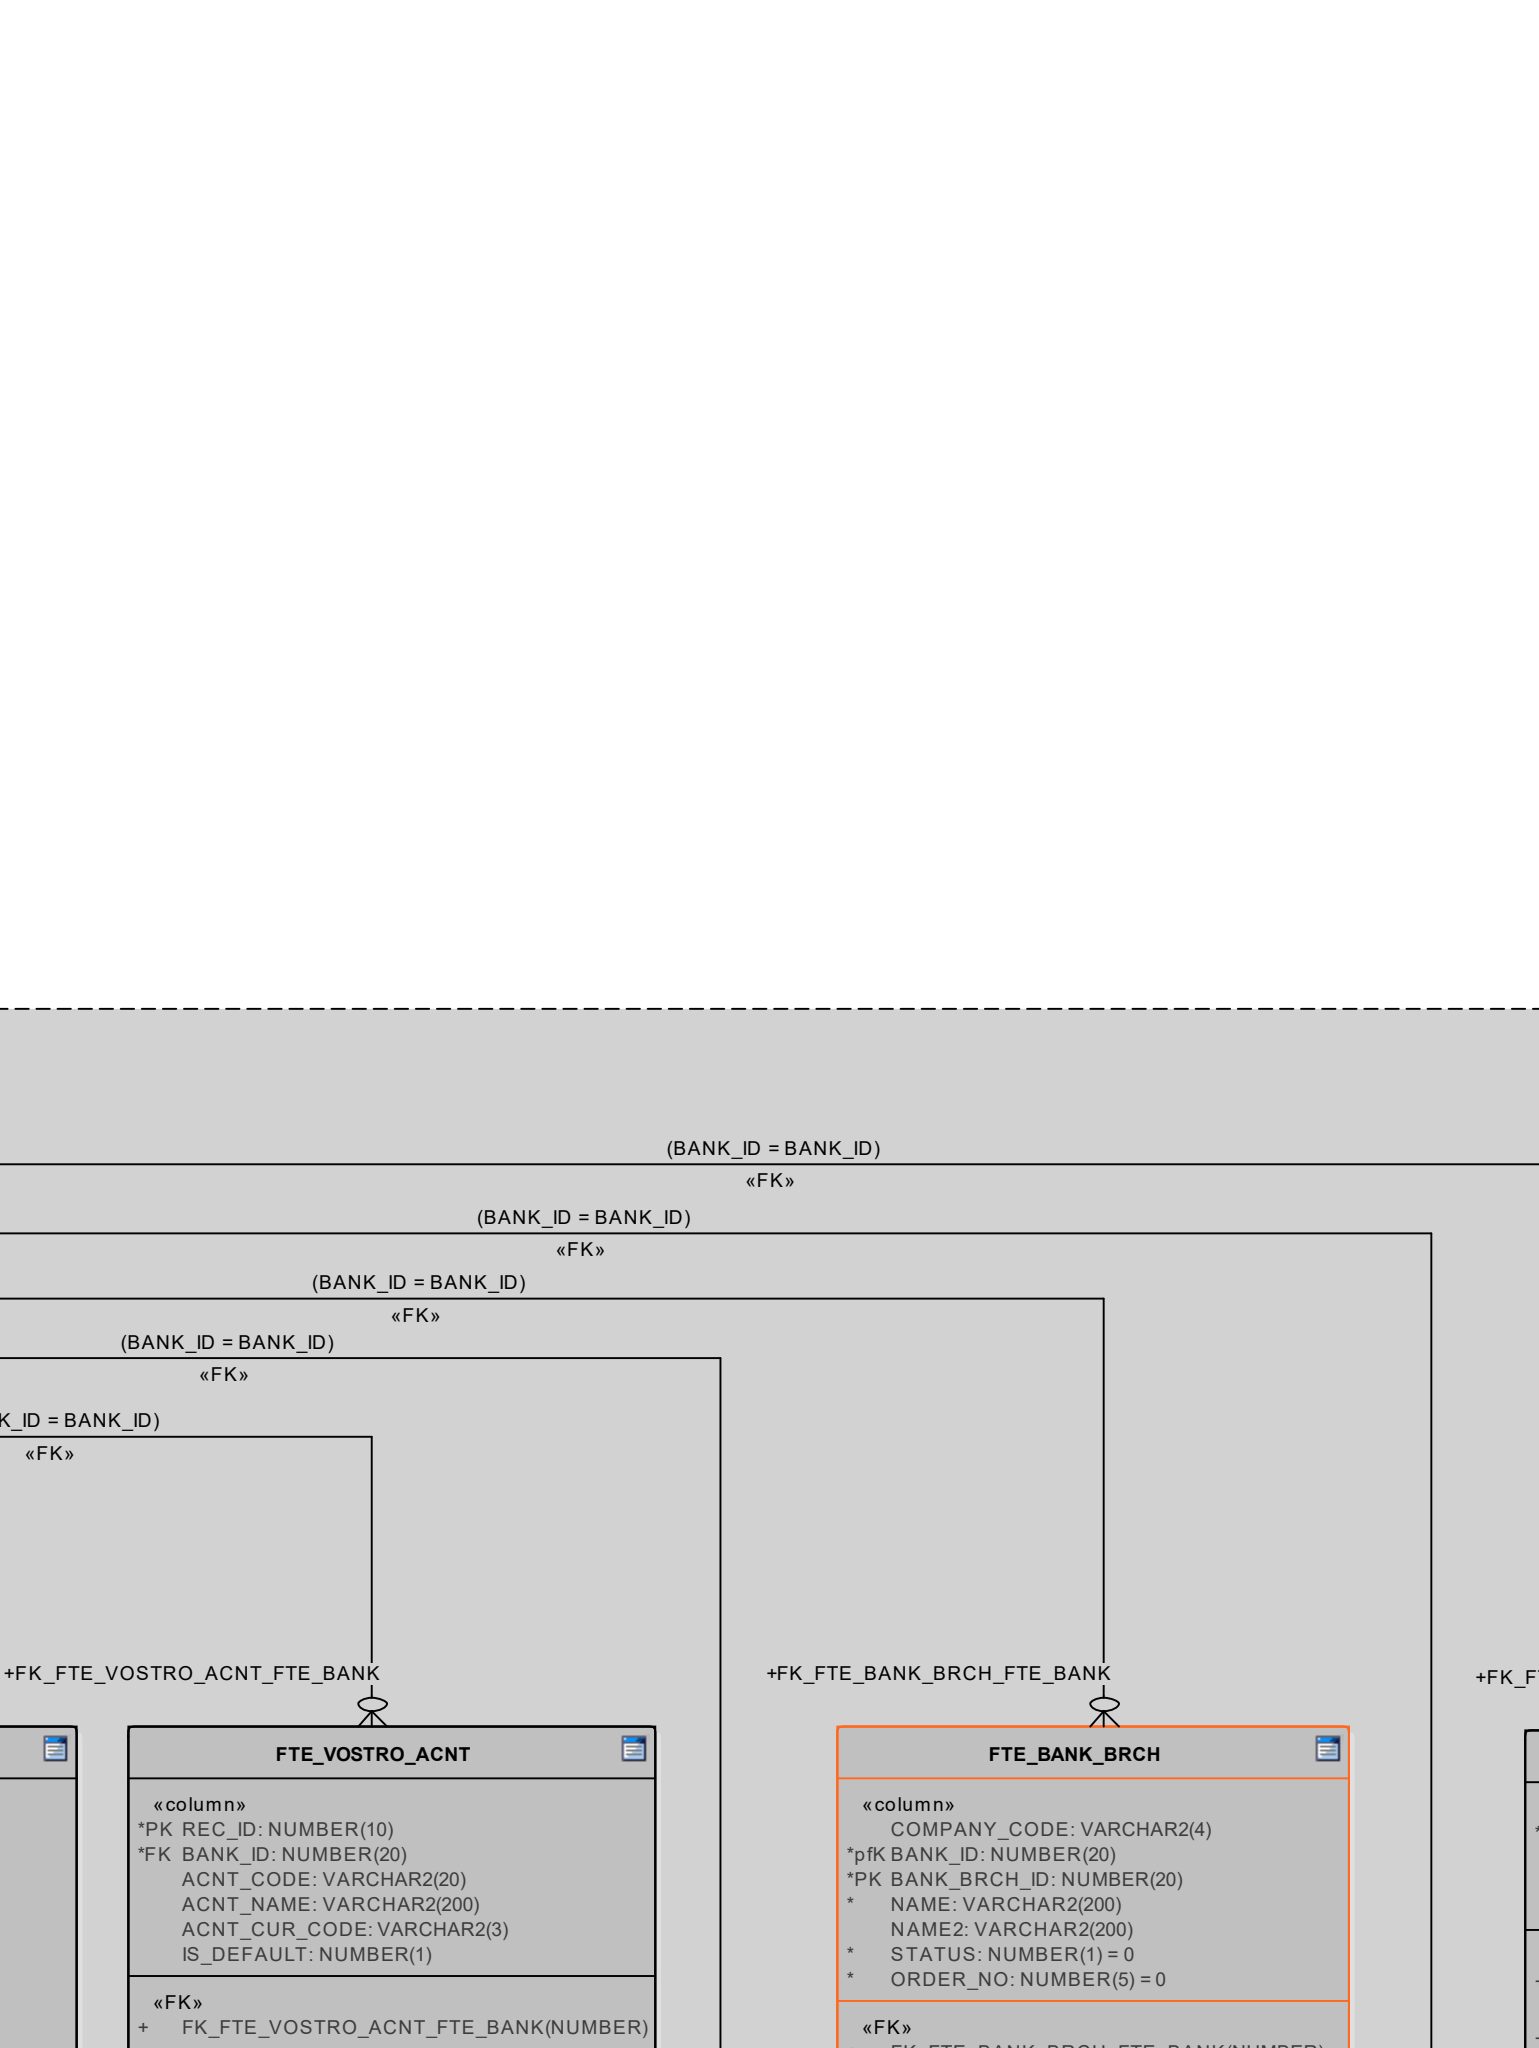 (BANK_ID = BANK_ID)
«FK»
(BANK_ID = BANK_ID)
«FK»
(BANK_ID = BANK_ID)
«FK»
(BANK_ID = BANK_ID)
«FK»
K_ID = BANK_ID)
«FK»
+FK_FTE_VOSTRO_ACNT_FTE_BANK
+FK_FTE_BANK_BRCH_FTE_BANK
+FK_F
FTE_VOSTRO_ACNT
«column»
*PK REC_ID: NUMBER(10)
*FK BANK_ID: NUMBER(20)
ACNT_CODE: VARCHAR2(20)
ACNT_NAME: VARCHAR2(200)
ACNT_CUR_CODE: VARCHAR2(3)
IS_DEFAULT: NUMBER(1)
«FK»
+ FK_FTE_VOSTRO_ACNT_FTE_BANK(NUMBER)
FTE_BANK_BRCH
«column»
COMPANY_CODE: VARCHAR2(4)
*pfK BANK_ID: NUMBER(20)
*PK BANK_BRCH_ID: NUMBER(20)
* NAME: VARCHAR2(200)
NAME2: VARCHAR2(200)
* STATUS: NUMBER(1) = 0
* ORDER_NO: NUMBER(5) = 0
«FK»
FK_FTE_BANK_BRCH_FTE_BANK(NUMBER)